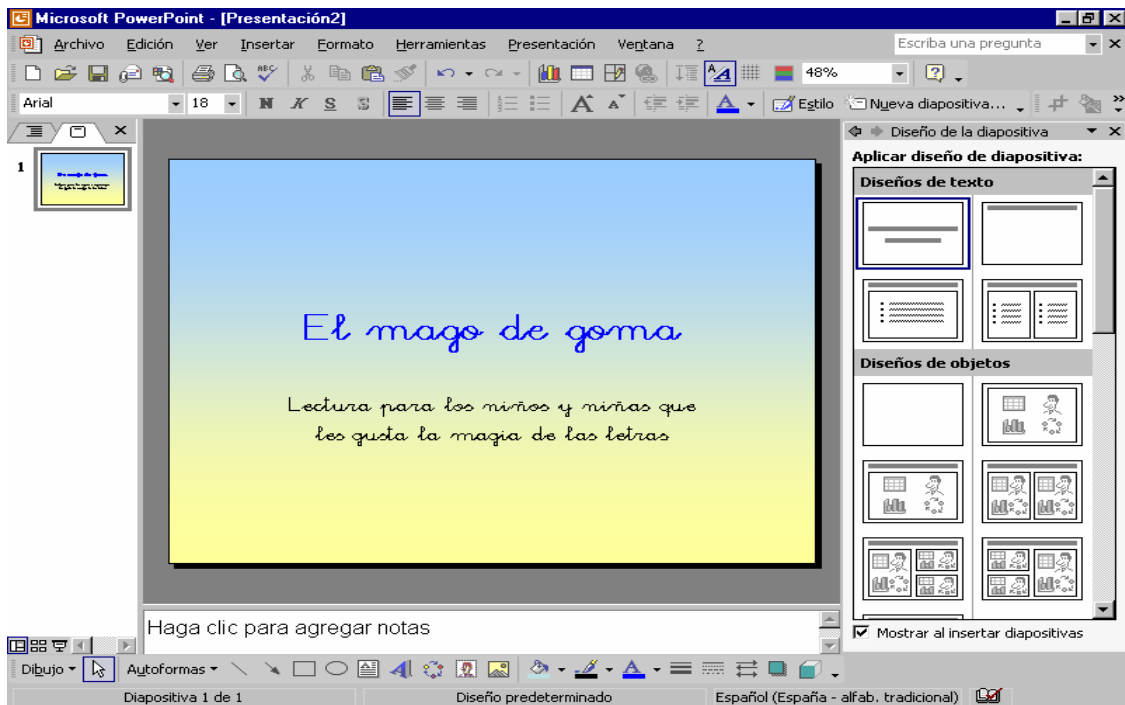 Microsoft PowerPoint - [Presentación2]
Archivo Edición Ver Insertar Formato Herramientas Presentación Ventana ? Escriba una pregunta
48%
Arial 18 N K S S Estilo Nueva diapositiva...
Diseño de la diapositiva
Aplicar diseño de diapositiva:
Diseños de texto
1
El mago de goma
Lectura para los niños y niñas que
les gusta la magia de las letras
Diseños de objetos
Haga clic para agregar notas
Mostrar al insertar diapositivas
Dibujo Autoformas
Diapositiva 1 de 1 Diseño predeterminado Español (España - alfab. tradicional)